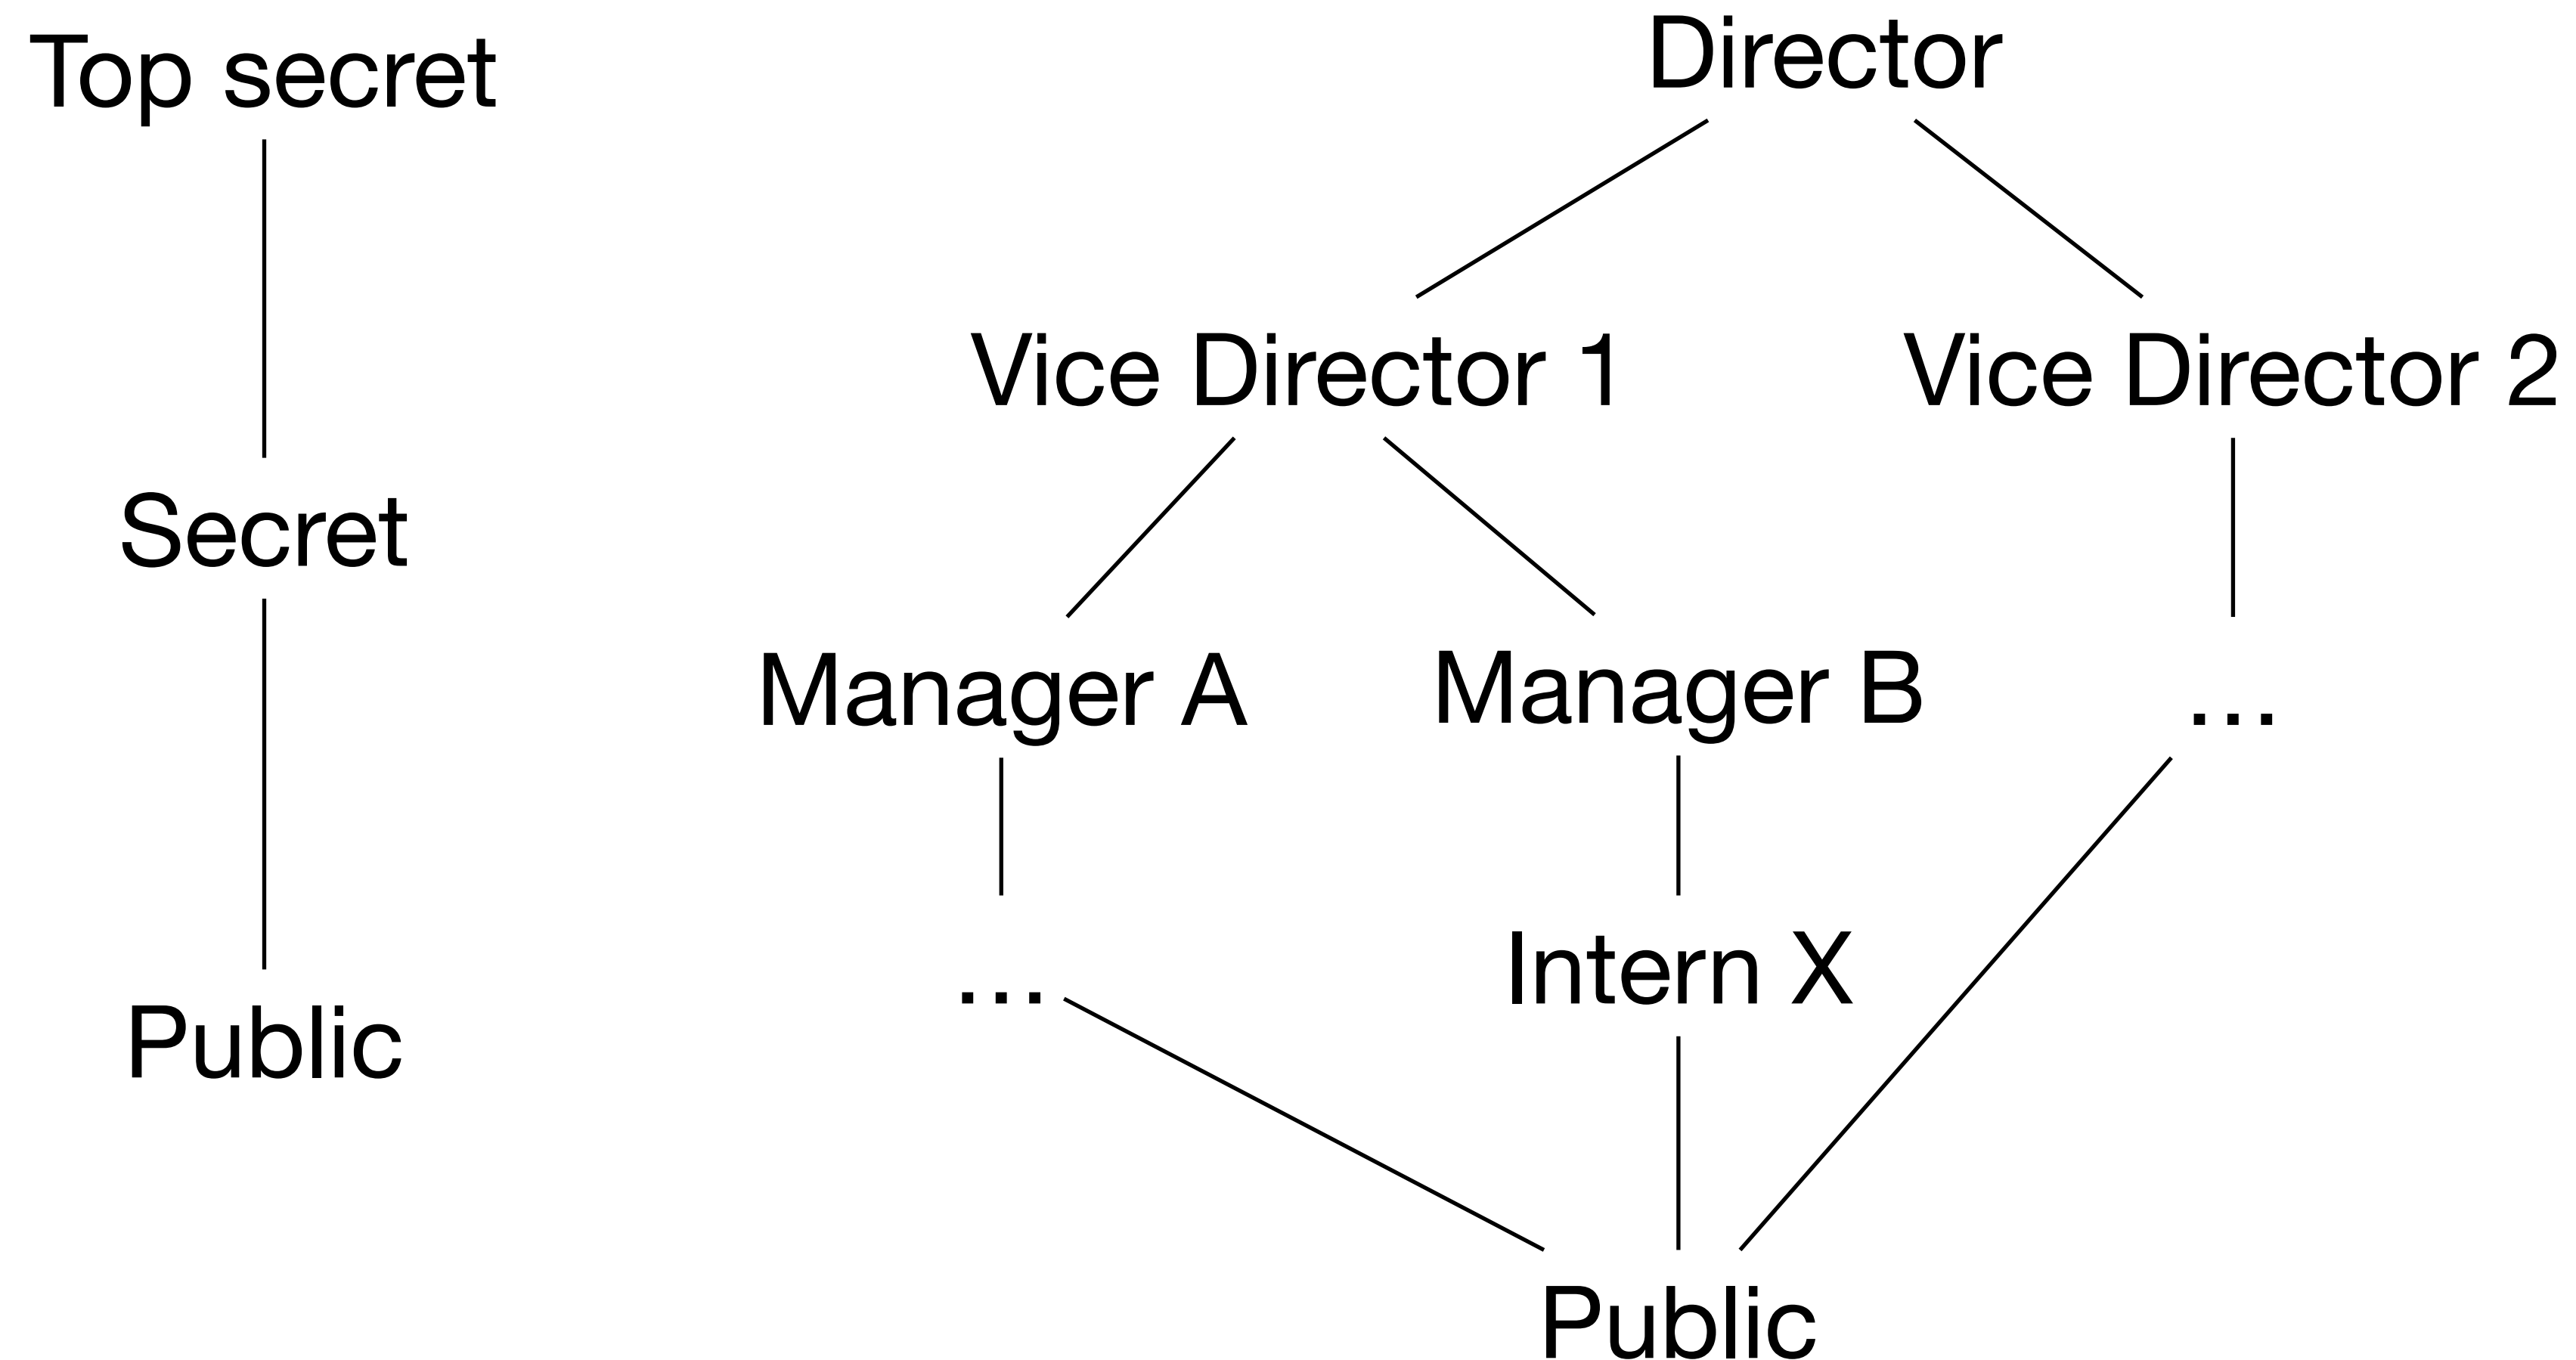 Top secret
Secret
Public
Director
Vice Director 1
Vice Director 2
Manager A
Manager B
...
...
Intern X
Public